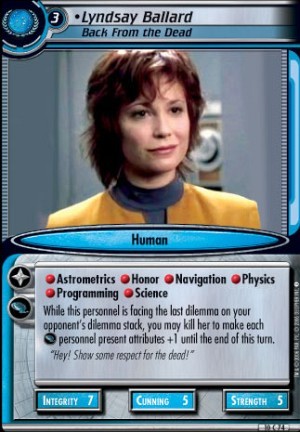 3
•Lyndsay Ballard
Back From the Dead
Human
Astrometrics Honor Navigation Physics
Programming Science
While this personnel is facing the last dilemma on your
opponent's dilemma stack, you may kill her to make each
personnel present attributes +1 until the end of this turn.
"Hey! Show some respect for the dead!"
Integrity 7 Cunning 5 Strength 5
10 C 74